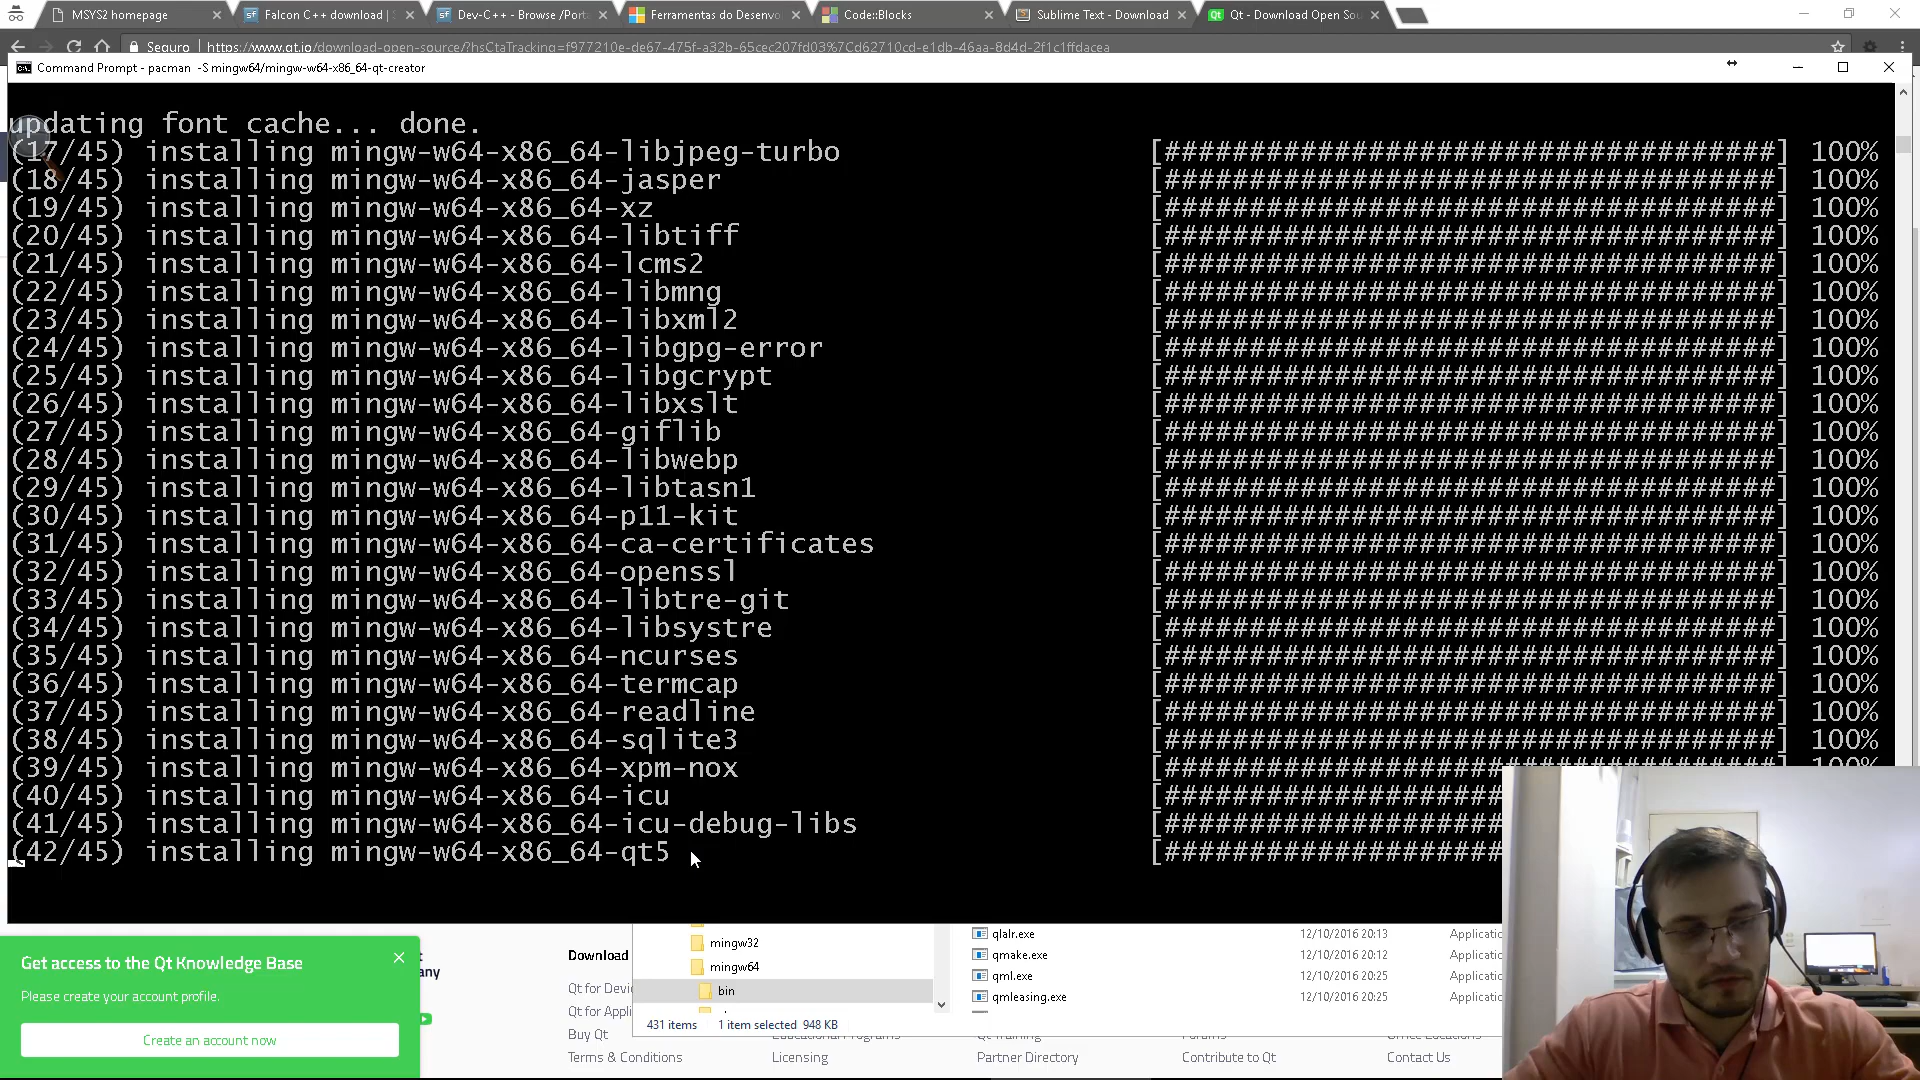 MSYS2 homepage
Falcon C++ download | S
Dev-C++ - Browse /Porta
Ferramentas do Desenvo
Code::Blocks
Sublime Text - Download
Qt - Download Open Sou
Seguro
https://www.qt.io/download-open-source/?hsCtaTracking=f977210e-de67-475f-a32b-65cec207fd03%7Cd62710cd-e1db-46aa-8d4d-2f1c1ffdacea
Command Prompt - pacman -S mingw64/mingw-w64-x86_64-qt-creator
updating font cache... done.
(17/45) installing mingw-w64-x86_64-libjpeg-turbo [####################################] 100%
(18/45) installing mingw-w64-x86_64-jasper [####################################] 100%
(19/45) installing mingw-w64-x86_64-xz [####################################] 100%
(20/45) installing mingw-w64-x86_64-libtiff [####################################] 100%
(21/45) installing mingw-w64-x86_64-lcms2 [####################################] 100%
(22/45) installing mingw-w64-x86_64-libmng [####################################] 100%
(23/45) installing mingw-w64-x86_64-libxml2 [####################################] 100%
(24/45) installing mingw-w64-x86_64-libgpg-error [####################################] 100%
(25/45) installing mingw-w64-x86_64-libgcrypt [####################################] 100%
(26/45) installing mingw-w64-x86_64-libxslt [####################################] 100%
(27/45) installing mingw-w64-x86_64-giflib [####################################] 100%
(28/45) installing mingw-w64-x86_64-libwebp [####################################] 100%
(29/45) installing mingw-w64-x86_64-libtasn1 [####################################] 100%
(30/45) installing mingw-w64-x86_64-p11-kit [####################################] 100%
(31/45) installing mingw-w64-x86_64-ca-certificates [####################################] 100%
(32/45) installing mingw-w64-x86_64-openssl [####################################] 100%
(33/45) installing mingw-w64-x86_64-libtre-git [####################################] 100%
(34/45) installing mingw-w64-x86_64-libsystre [####################################] 100%
(35/45) installing mingw-w64-x86_64-ncurses [####################################] 100%
(36/45) installing mingw-w64-x86_64-termcap [####################################] 100%
(37/45) installing mingw-w64-x86_64-readline [####################################] 100%
(38/45) installing mingw-w64-x86_64-sqlite3 [####################################] 100%
(39/45) installing mingw-w64-x86_64-xpm-nox [####################################] 100%
(40/45) installing mingw-w64-x86_64-icu [####################
(41/45) installing mingw-w64-x86_64-icu-debug-libs [####################
(42/45) installing mingw-w64-x86_64-qt5 [####################
Get access to the Qt Knowledge Base
Please create your account profile.
Create an account now
Download
Qt for Devi
Qt for Appli
Buy Qt
Terms & Conditions
Licensing
Partner Directory
Contribute to Qt
Contact Us
mingw32
mingw64
bin
qlalr.exe 12/10/2016 20:13 Applicatio
qmake.exe 12/10/2016 20:12 Applicatio
qml.exe 12/10/2016 20:25 Applicatio
qmleasing.exe 12/10/2016 20:25 Applicatio
431 items 1 item selected 948 KB